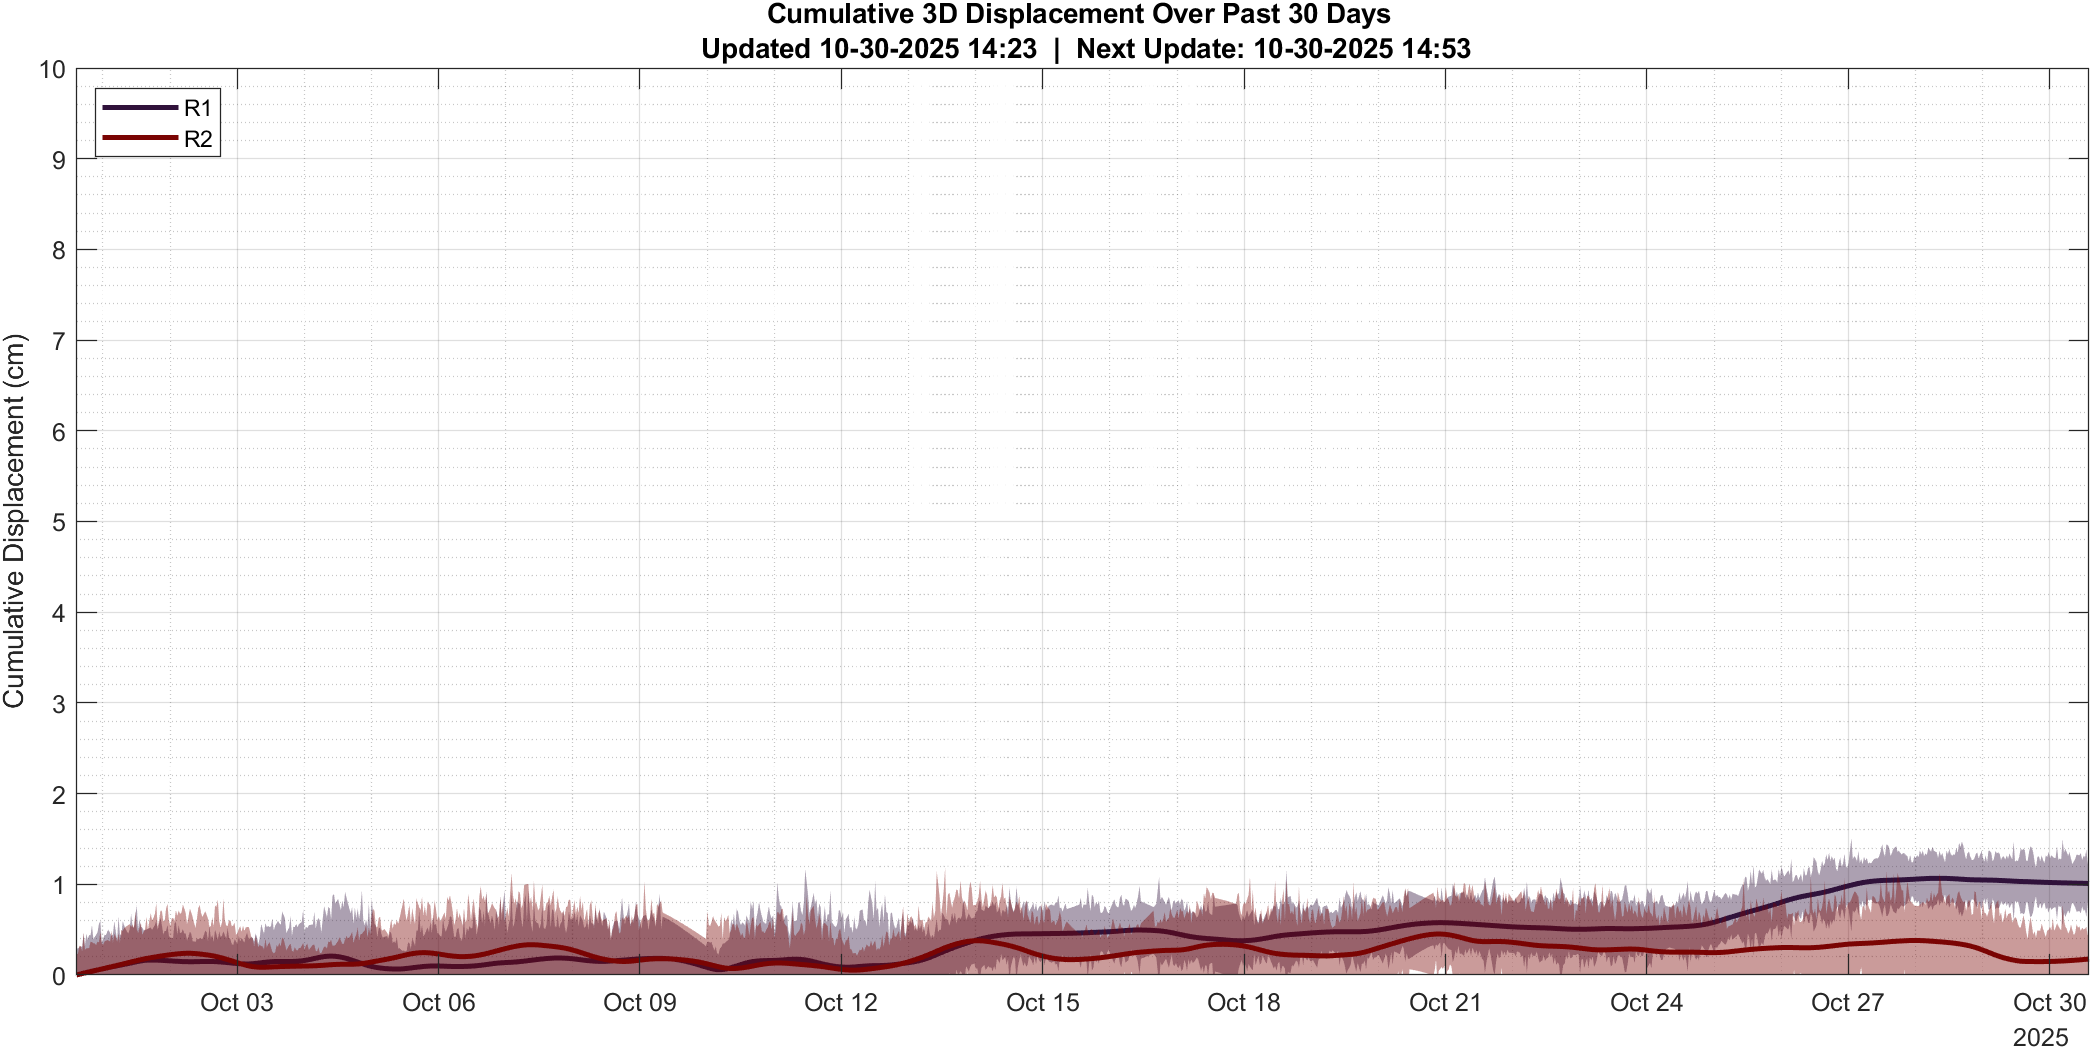 Cumulative 3D Displacement Over Past 30 Days
Updated 10-30-2025 14:23 | Next Update: 10-30-2025 14:53
R1
R2
Cumulative Displacement (cm)
10
9
8
7
6
5
4
3
2
1
0
Oct 03 Oct 06 Oct 09 Oct 12 Oct 15 Oct 18 Oct 21 Oct 24 Oct 27 Oct 30
2025